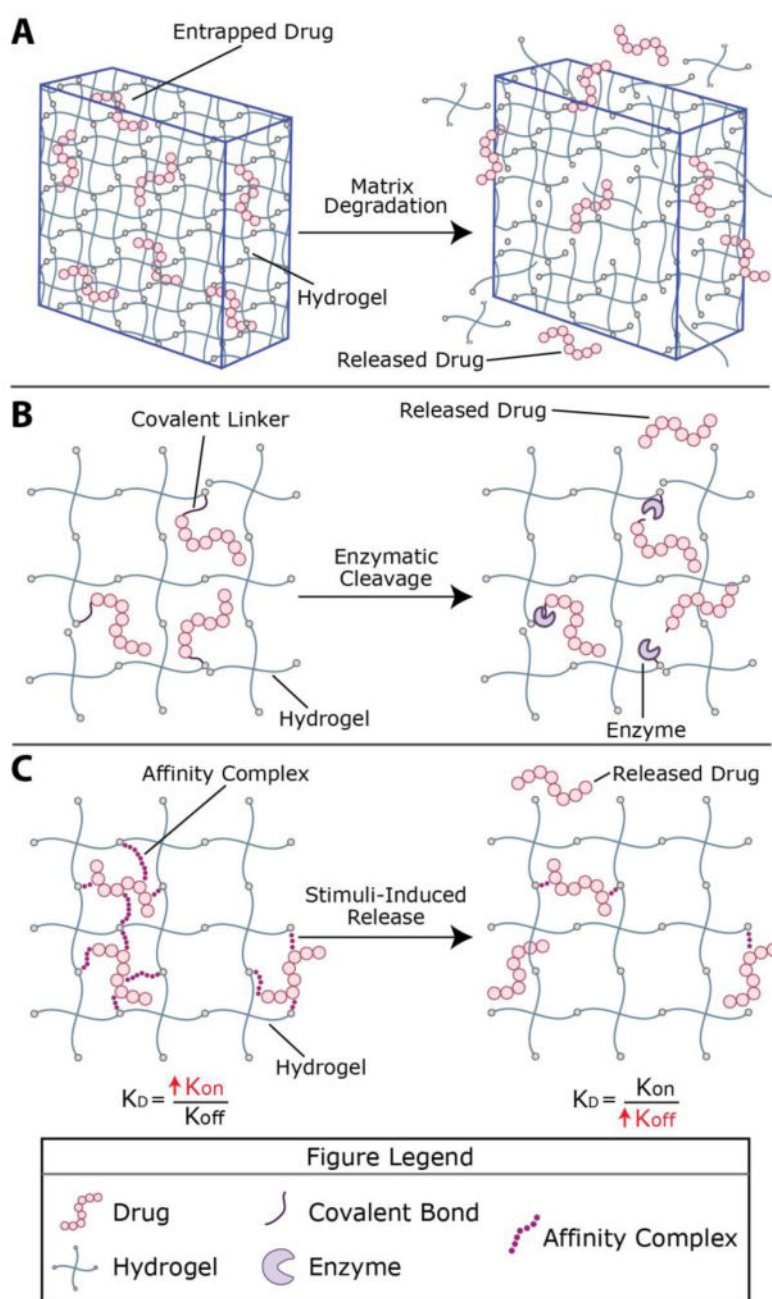 A
Entrapped Drug
Matrix
Degradation
Hydrogel
Released Drug
B
Covalent Linker
Released Drug
Enzymatic
Cleavage
Hydrogel
Enzyme
C
Affinity Complex
Released Drug
Stimuli-Induced
Release
Hydrogel
KD = ↑ Kon / Koff
KD = Kon / ↑ Koff
Figure Legend
Drug
Covalent Bond
Affinity Complex
Hydrogel
Enzyme